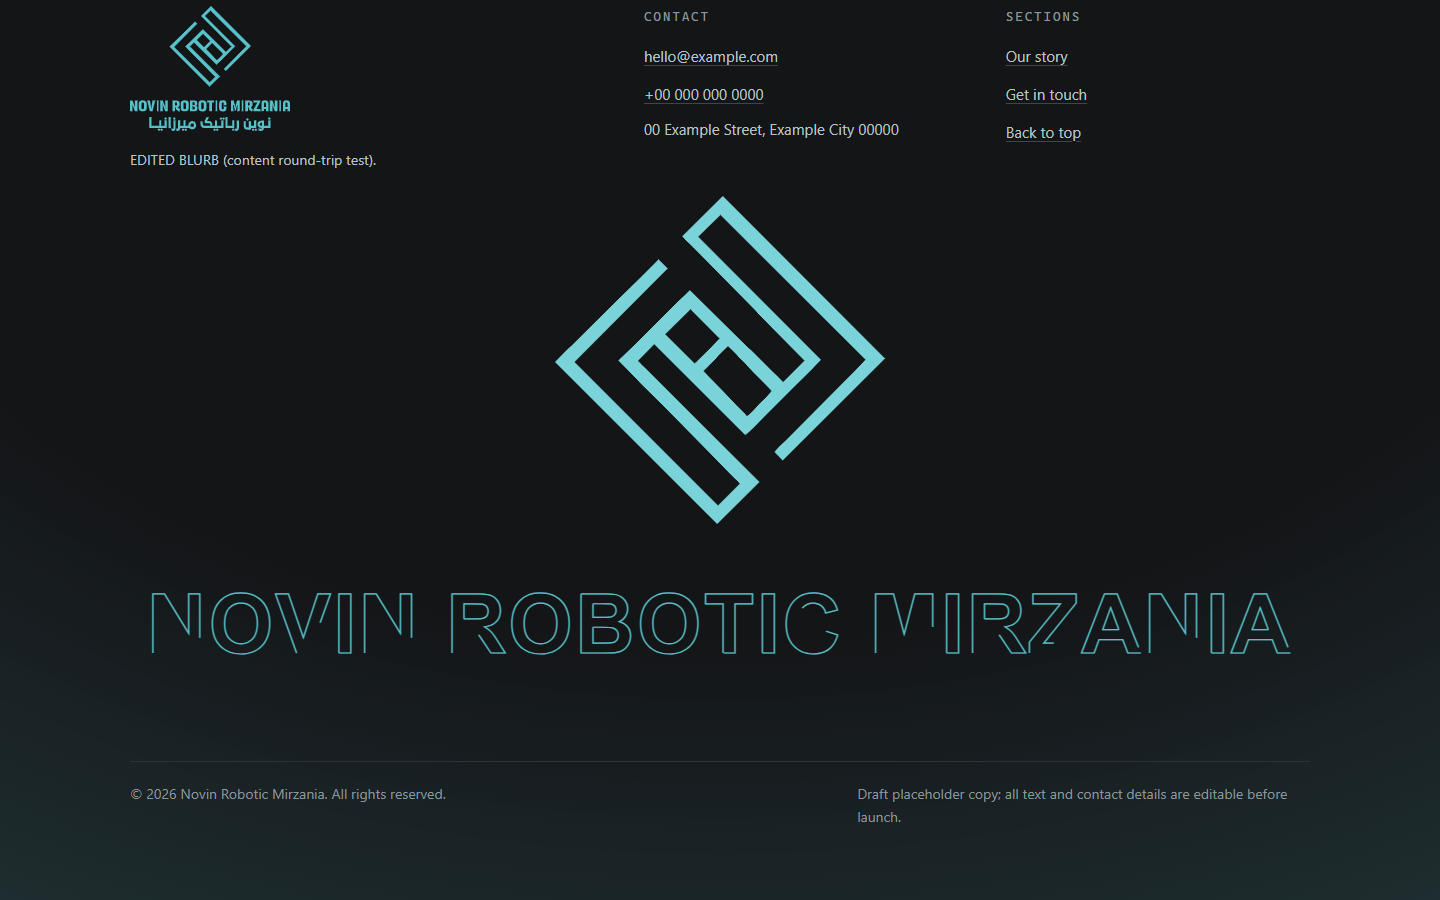 NOVIN ROBOTIC MIRZANIA
نوین رباتیک میرزانیا
EDITED BLURB (content round-trip test).
CONTACT
hello@example.com
+00 000 000 0000
00 Example Street, Example City 00000
SECTIONS
Our story
Get in touch
Back to top
NOVIN ROBOTIC MIRZANIA
© 2026 Novin Robotic Mirzania. All rights reserved.
Draft placeholder copy; all text and contact details are editable before
launch.